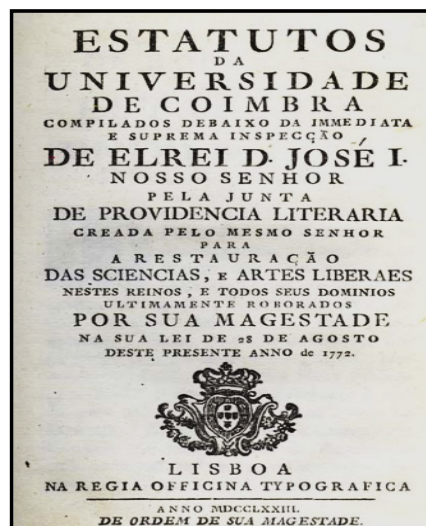 ESTATUTOS
DA
UNIVERSIDADE
DE COIMBRA
COMPILADOS DEBAIXO DA IMMEDIATA
E SUPREMA INSPECÇÃO
DE ELREI D. JOSÉ I.
NOSSO SENHOR
PELA JUNTA
DE PROVIDENCIA LITERARIA
CREADA PELO MESMO SENHOR
PARA
A RESTAURAÇÃO
DAS SCIENCIAS, E ARTES LIBERAES
NESTES REINOS, E TODOS SEUS DOMINIOS
ULTIMAMENTE ROBORADOS
POR SUA MAGESTADE
NA SUA LEI DE 28 DE AGOSTO
DESTE PRESENTE ANNO de 1772.
LISBOA
NA REGIA OFFICINA TYPOGRAFICA
ANNO MDCCLXXIII.
DE ORDEM DE SUA MAGESTADE.